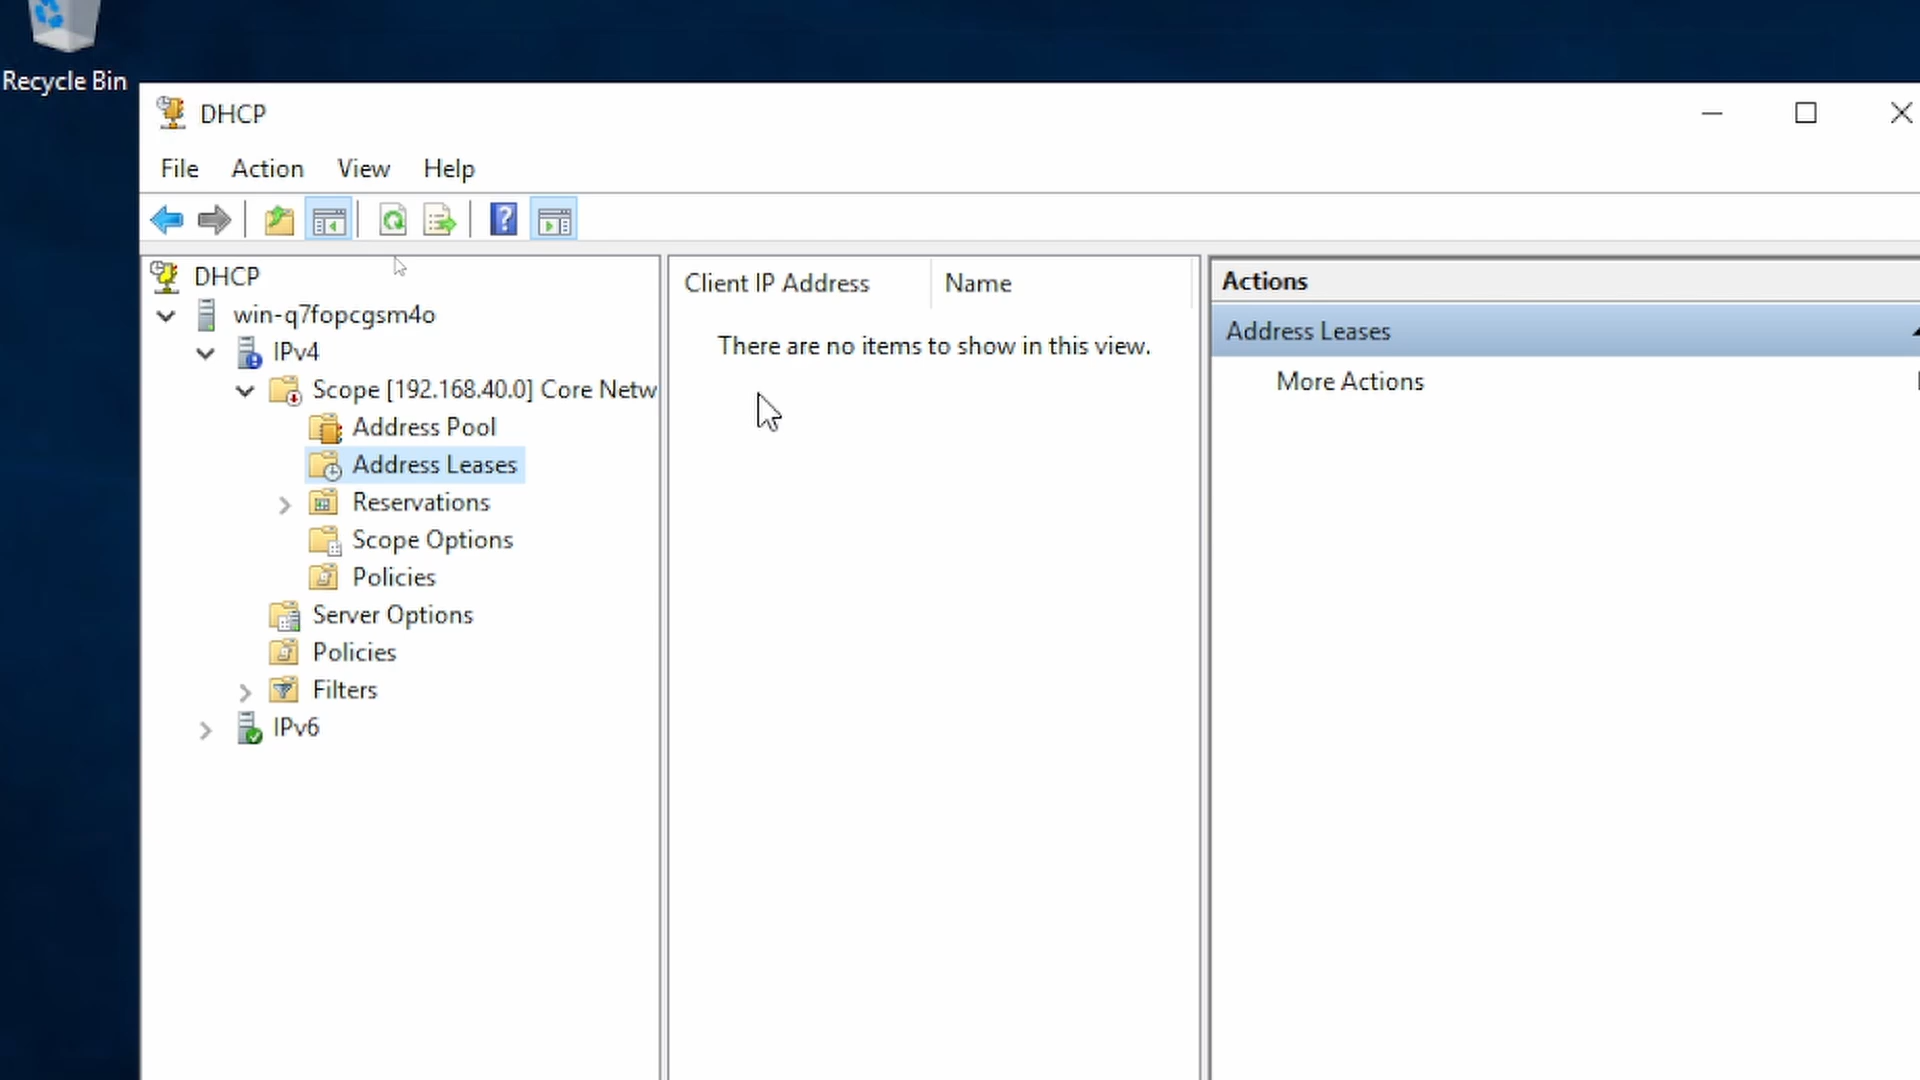 Recycle Bin
DHCP
File Action View Help
DHCP
win-q7fopcgsm4o
IPv4
Scope [192.168.40.0] Core Netw
Address Pool
Address Leases
Reservations
Scope Options
Policies
Server Options
Policies
Filters
IPv6
Client IP Address Name
There are no items to show in this view.
Actions
Address Leases
More Actions